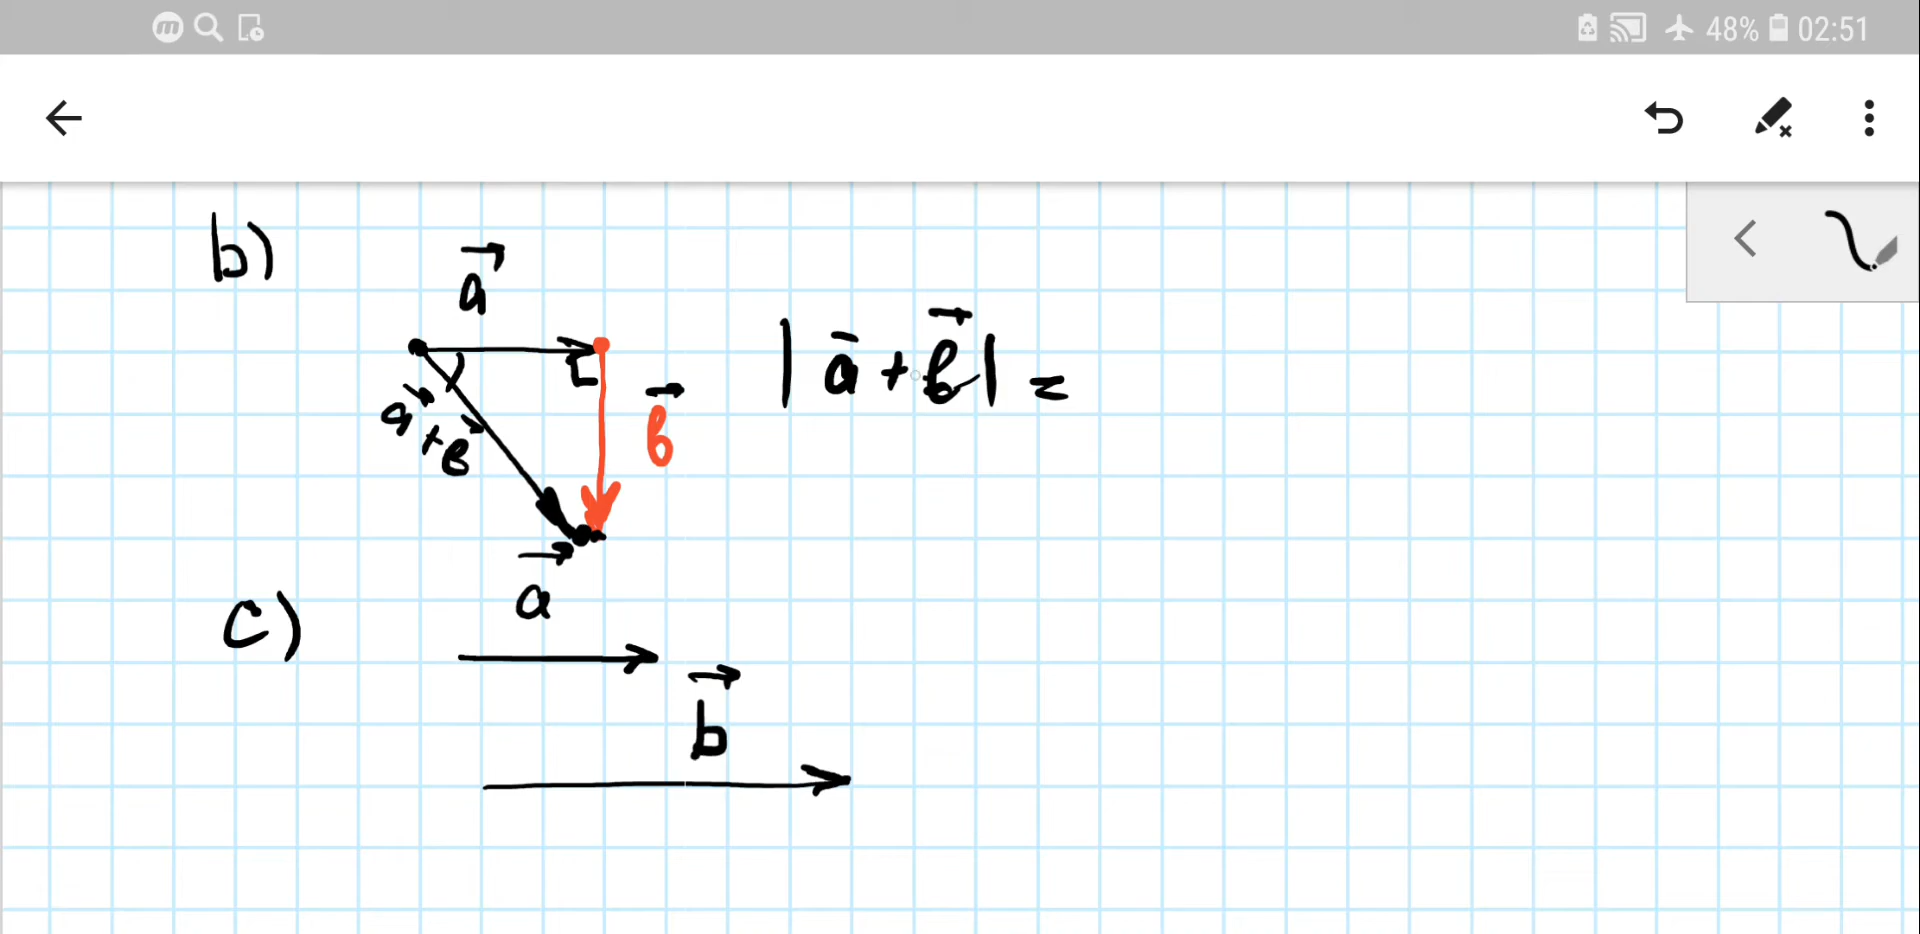 48% 02:51
b)
a⃗
|a̅ + b⃗| =
b⃗
a⃗ + b⃗
c)
a⃗
b⃗